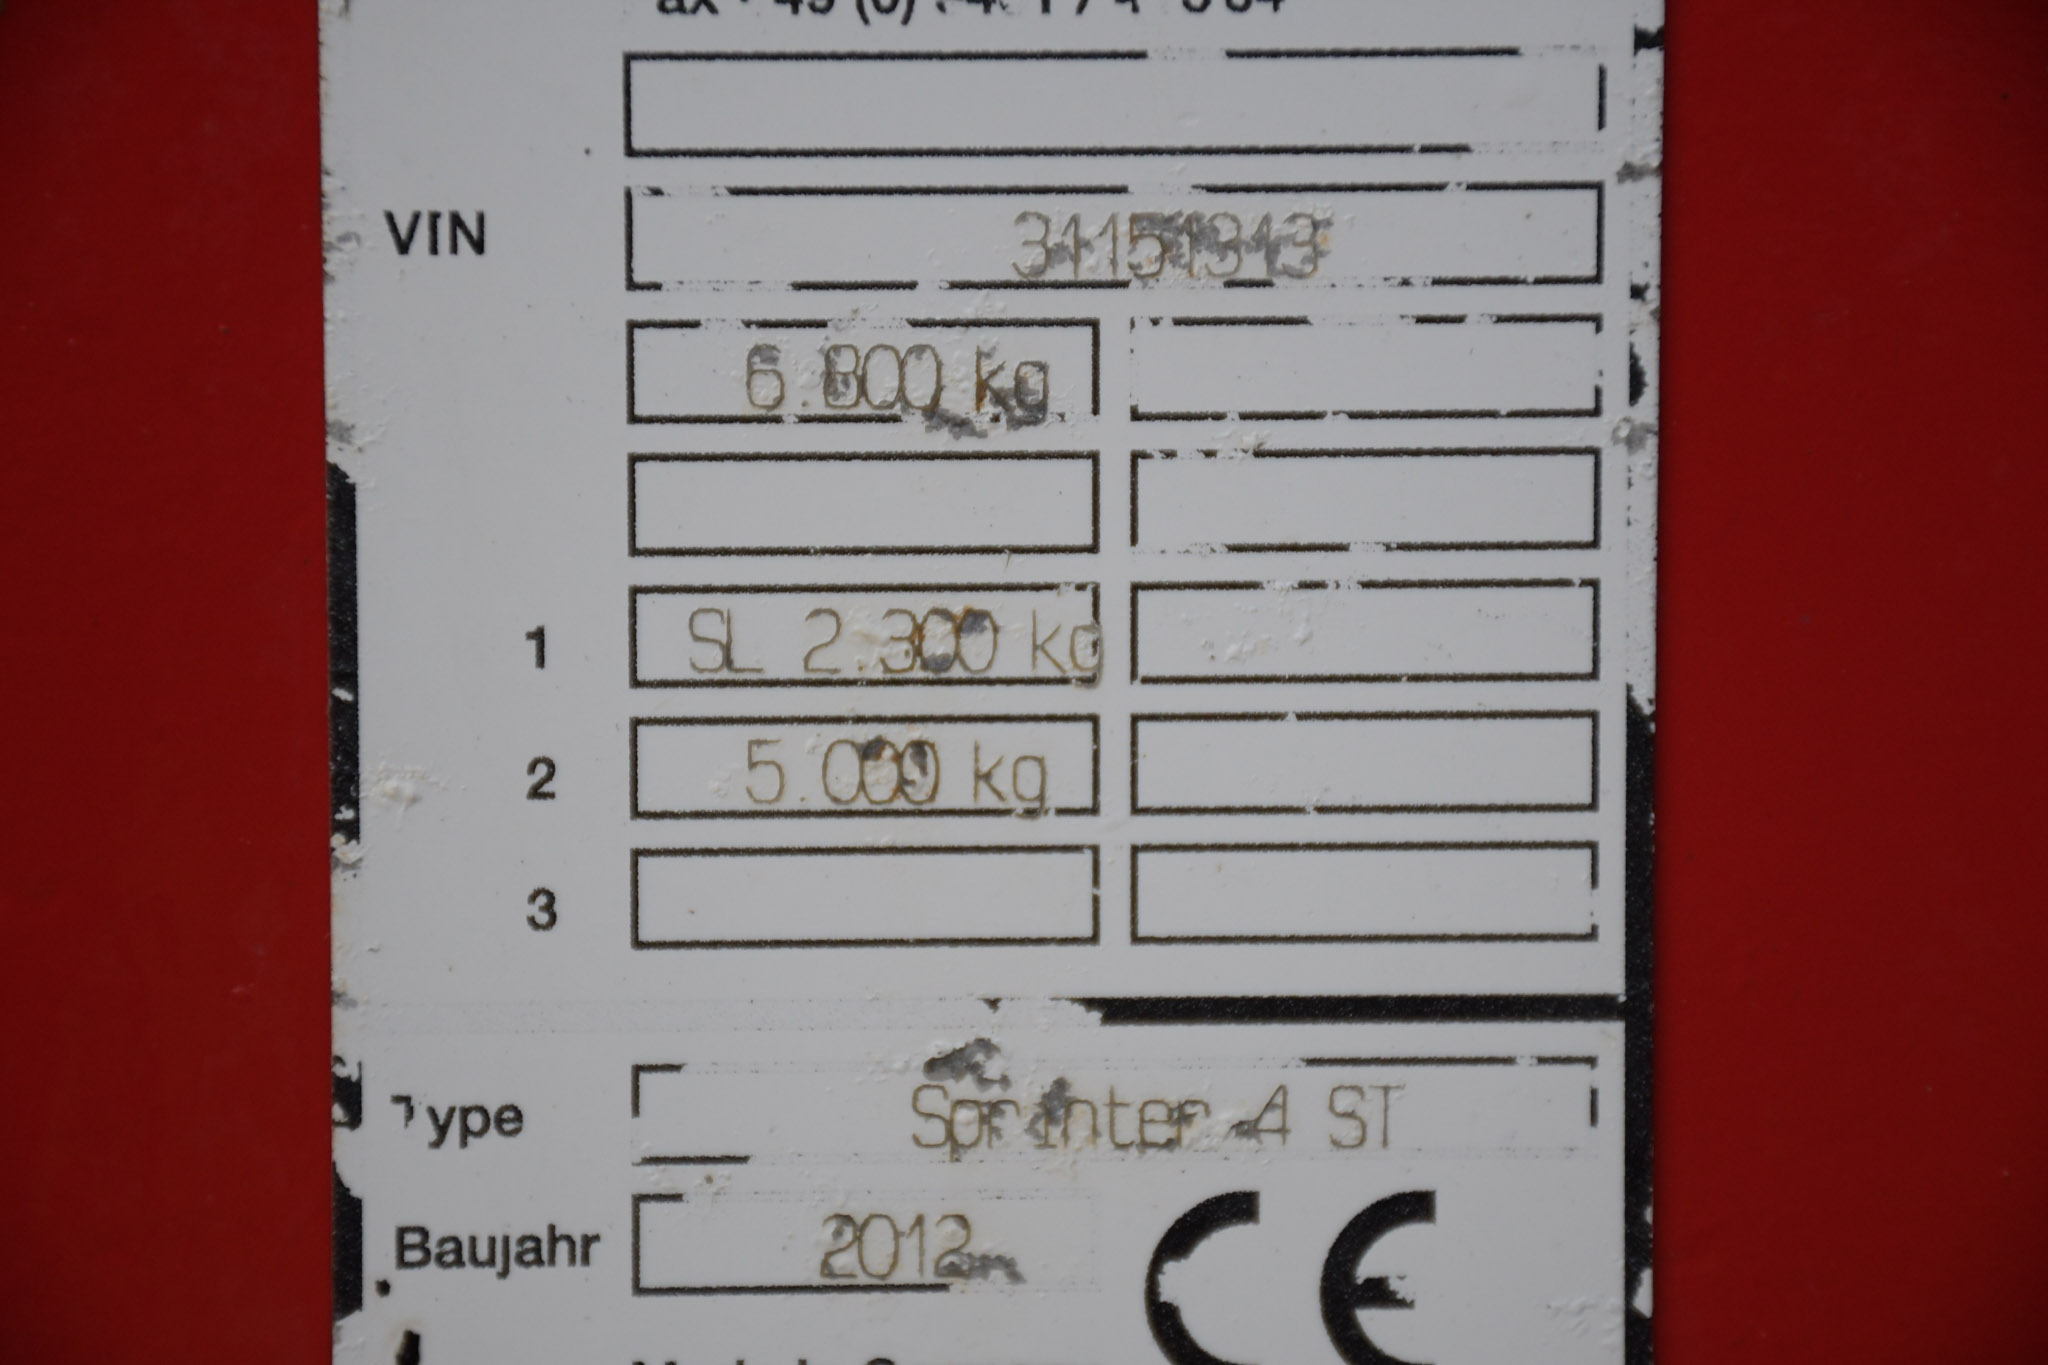 VIN 31151313
6.800 kg
1 SL 2.300 kg
2 5.000 kg
3
Type Sprinter 4 ST
Baujahr 2012 CE